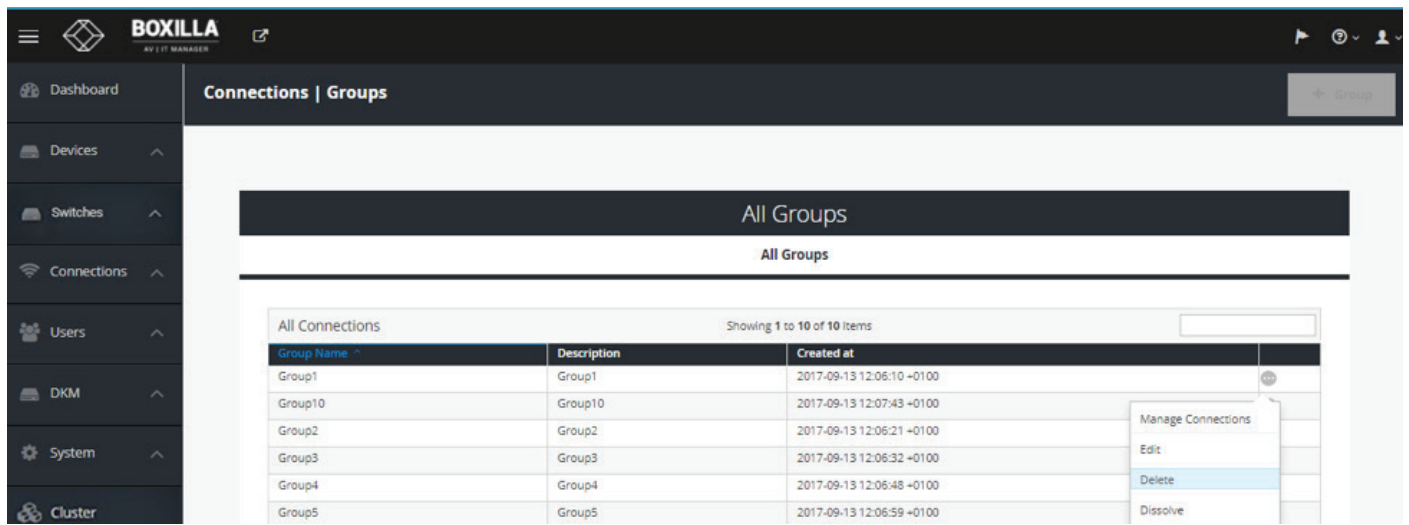 BOXILLA
AV | IT MANAGER
Dashboard
Connections | Groups
+ Group
Devices
Switches
All Groups
All Groups
Connections
Users
All Connections
Showing 1 to 10 of 10 Items
Group Name
Description
Created at
Group1
Group1
2017-09-13 12:06:10 +0100
DKM
Group10
Group10
2017-09-13 12:07:43 +0100
Manage Connections
Group2
Group2
2017-09-13 12:06:21 +0100
System
Group3
Group3
2017-09-13 12:06:32 +0100
Edit
Group4
Group4
2017-09-13 12:06:48 +0100
Delete
Cluster
Group5
Group5
2017-09-13 12:06:59 +0100
Dissolve